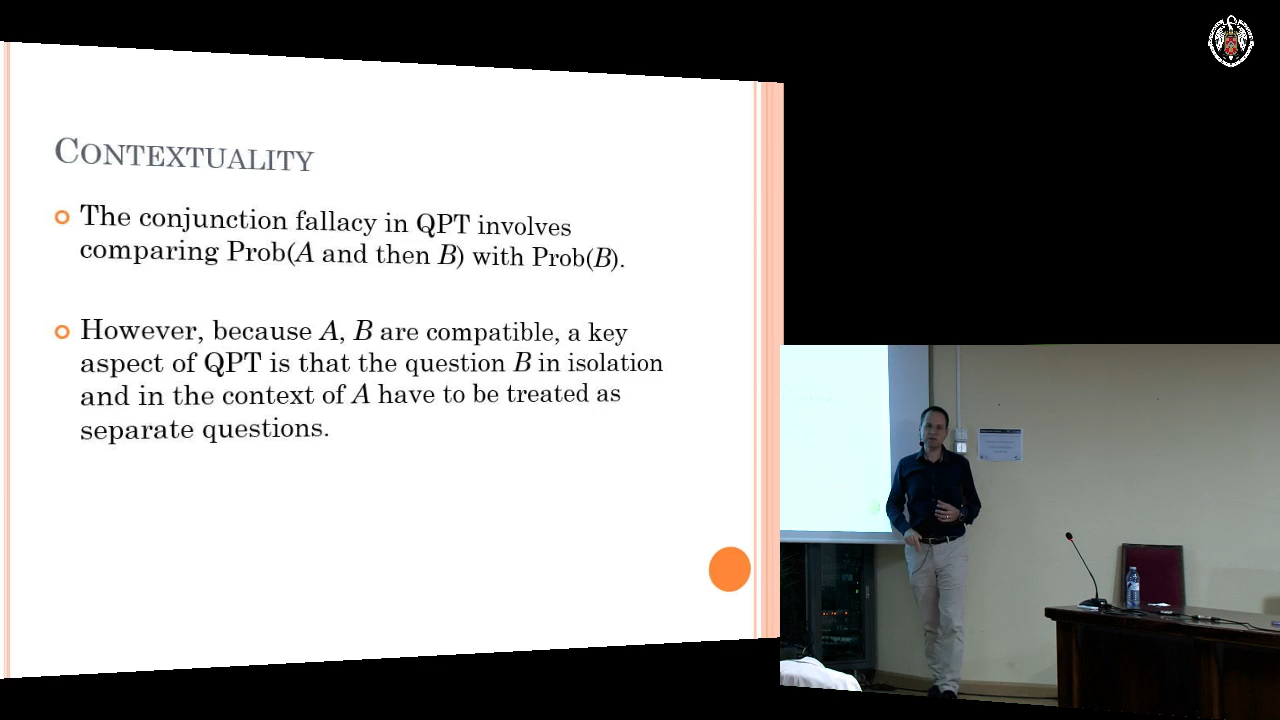 CONTEXTUALITY
The conjunction fallacy in QPT involves
comparing Prob(A and then B) with Prob(B).
However, because A, B are compatible, a key
aspect of QPT is that the question B in isolation
and in the context of A have to be treated as
separate questions.